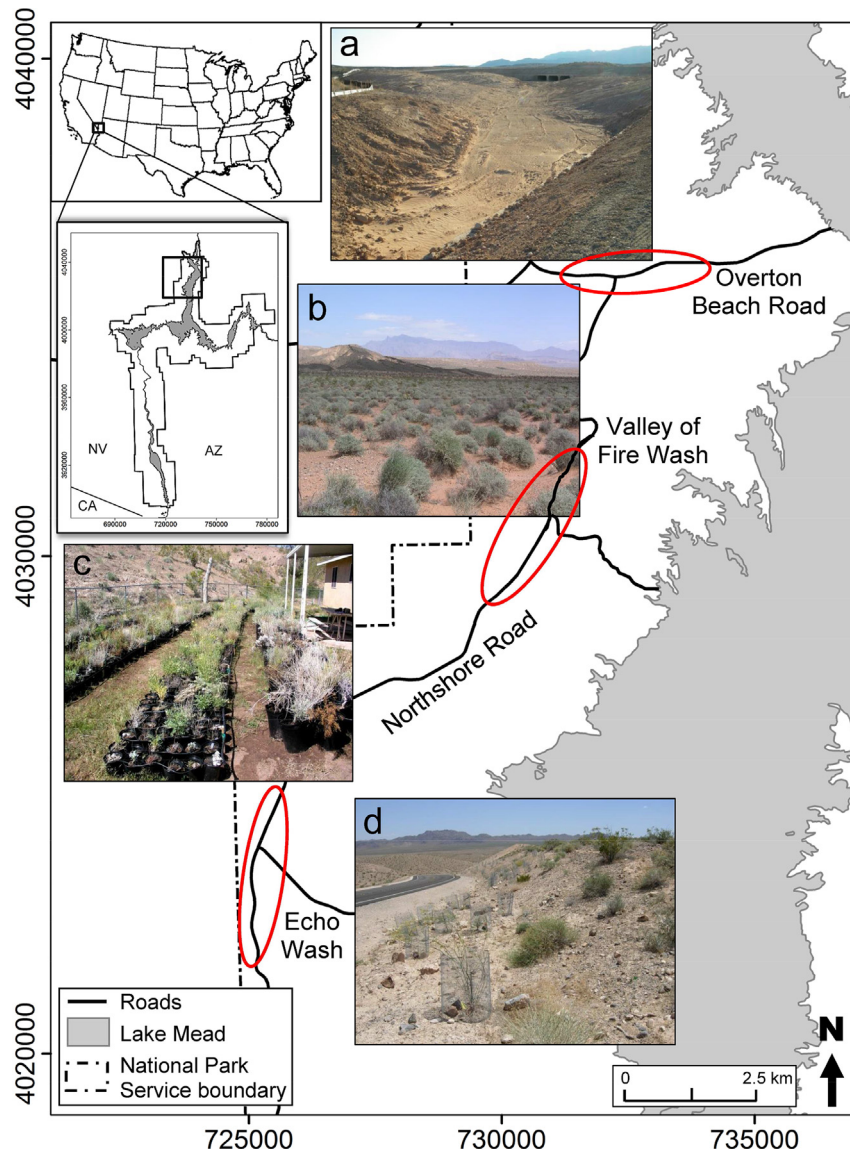 4040000
4030000
4020000
725000
730000
735000
a
b
c
d
Overton
Beach Road
Valley of
Fire Wash
Northshore Road
Echo
Wash
4040000
4000000
3960000
3920000
690000
720000
750000
780000
NV
AZ
CA
Roads
Lake Mead
National Park
Service boundary
N
0
2.5 km